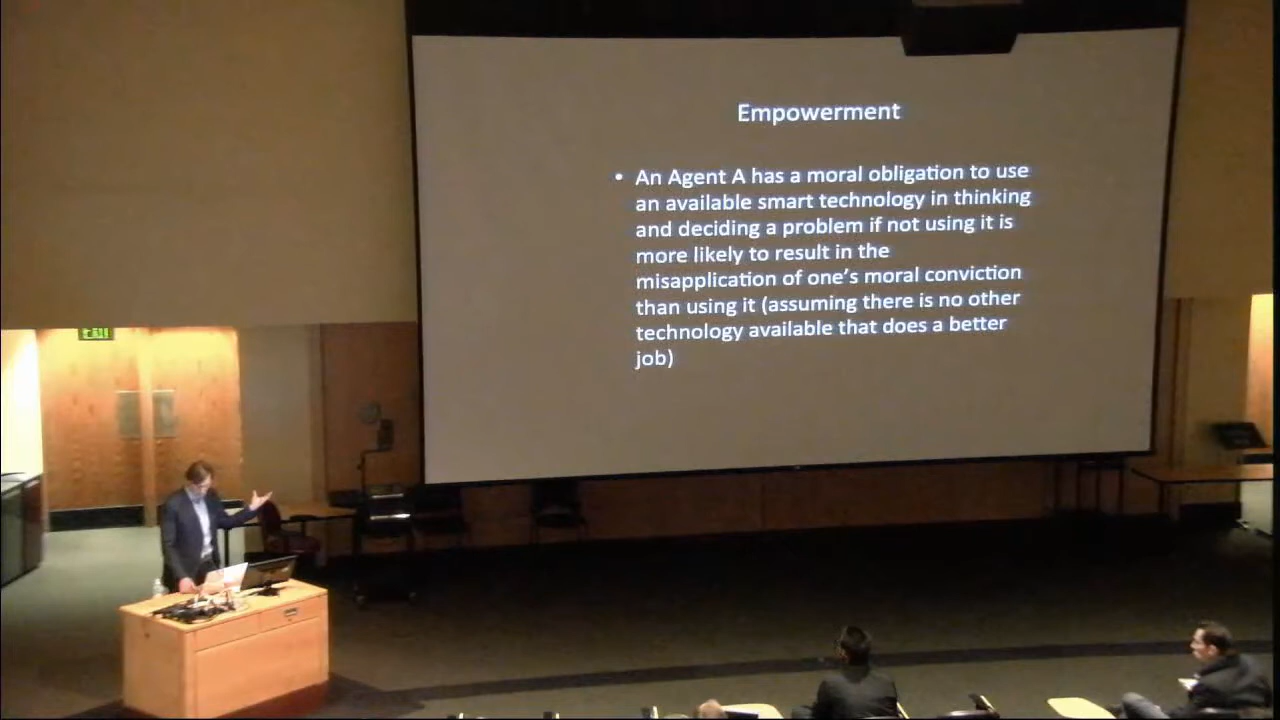 Empowerment
• An Agent A has a moral obligation to use
an available smart technology in thinking
and deciding a problem if not using it is
more likely to result in the
misapplication of one’s moral conviction
than using it (assuming there is no other
technology available that does a better
job)
EXIT